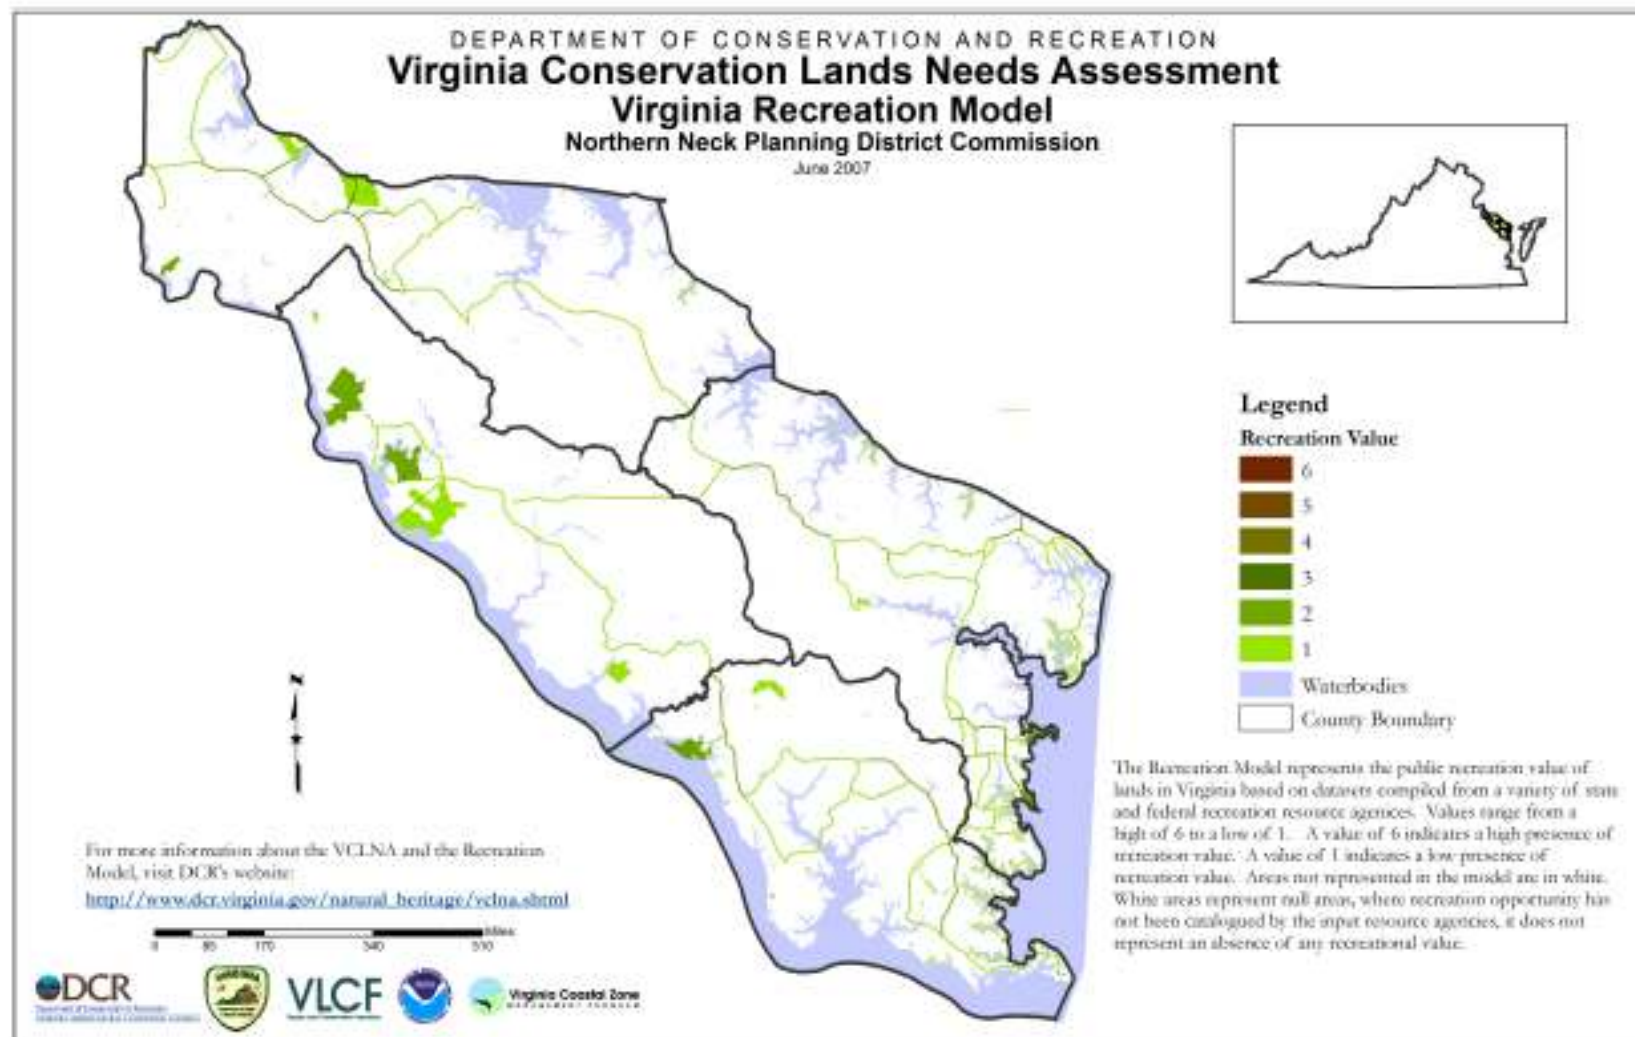 DEPARTMENT OF CONSERVATION AND RECREATION
Virginia Conservation Lands Needs Assessment
Virginia Recreation Model
Northern Neck Planning District Commission
June 2007
Legend
Recreation Value
6
5
4
3
2
1
Waterbodies
County Boundary
The Recreation Model represents the public recreation value of
lands in Virginia based on datasets compiled from a variety of state
and federal recreation resource agencies. Values range from a
high of 6 to a low of 1. A value of 6 indicates a high presence of
recreation value. A value of 1 indicates a low presence of
recreation value. Areas not represented in the model are in white.
White areas represent null areas, where recreation opportunity has
not been catalogued by the input resource agencies, it does not
represent an absence of any recreational value.
N
For more information about the VCLNA and the Recreation
Model, visit DCR's website:
http://www.dcr.virginia.gov/natural_heritage/vclna.shtml
Miles
0 85 170 340 510
DCR
VIRGINIA
VLCF
Virginia Coastal Zone
MANAGEMENT PROGRAM